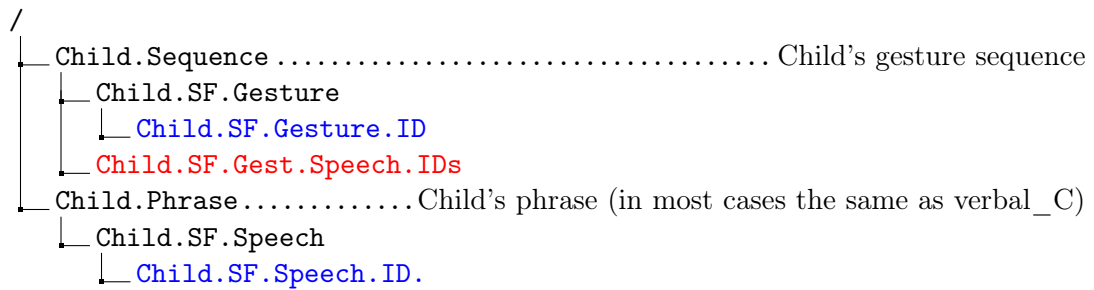 /
Child.Sequence ..................................... Child's gesture sequence
Child.SF.Gesture
Child.SF.Gesture.ID
Child.SF.Gest.Speech.IDs
Child.Phrase.............Child's phrase (in most cases the same as verbal_C)
Child.SF.Speech
Child.SF.Speech.ID.